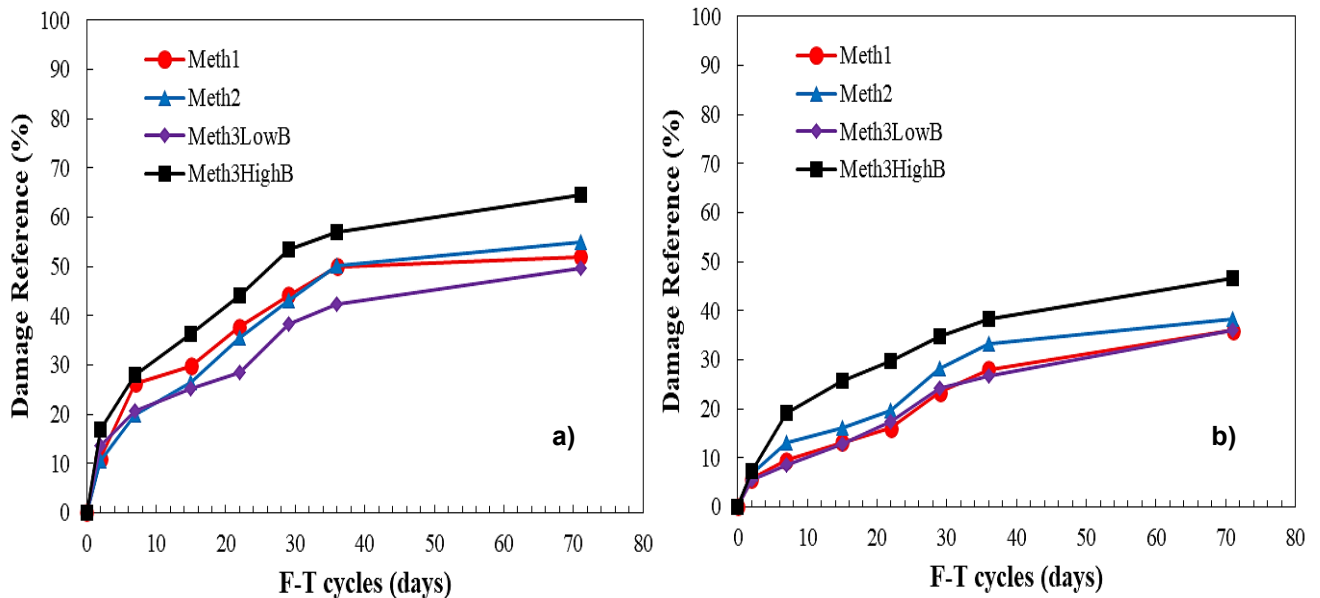 100
90
80
70
60
50
40
30
20
10
0
Damage Reference (%)
Meth1
Meth2
Meth3LowB
Meth3HighB
a)
0 10 20 30 40 50 60 70 80
F-T cycles (days)
100
90
80
70
60
50
40
30
20
10
0
Damage Reference (%)
Meth1
Meth2
Meth3LowB
Meth3HighB
b)
0 10 20 30 40 50 60 70 80
F-T cycles (days)